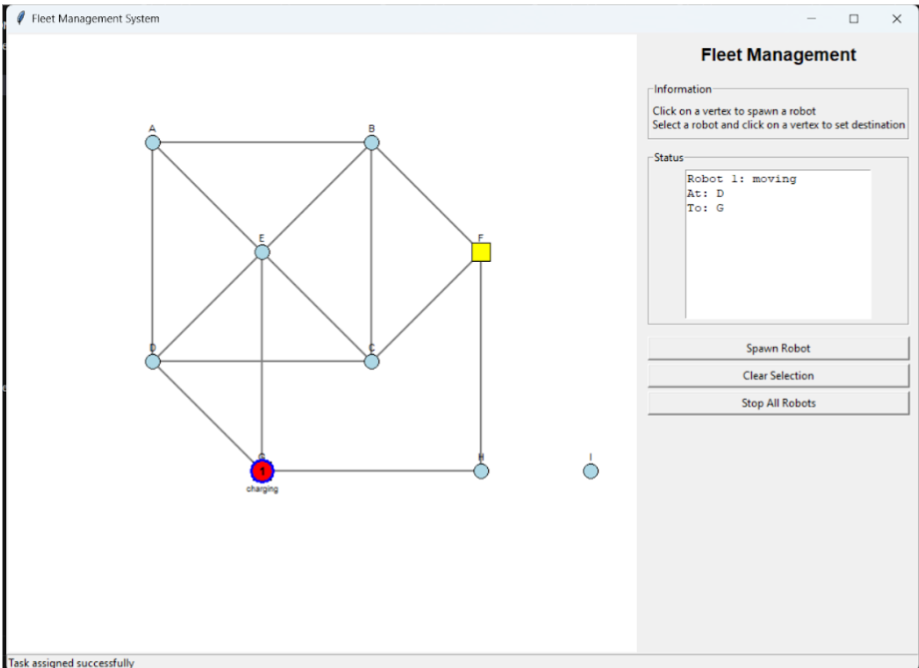 Fleet Management System
Fleet Management
Information
Click on a vertex to spawn a robot
Select a robot and click on a vertex to set destination
Status
Robot 1: moving
At: D
To: G
Spawn Robot
Clear Selection
Stop All Robots
A
B
E
F
D
C
G
H
I
1
charging
Task assigned successfully